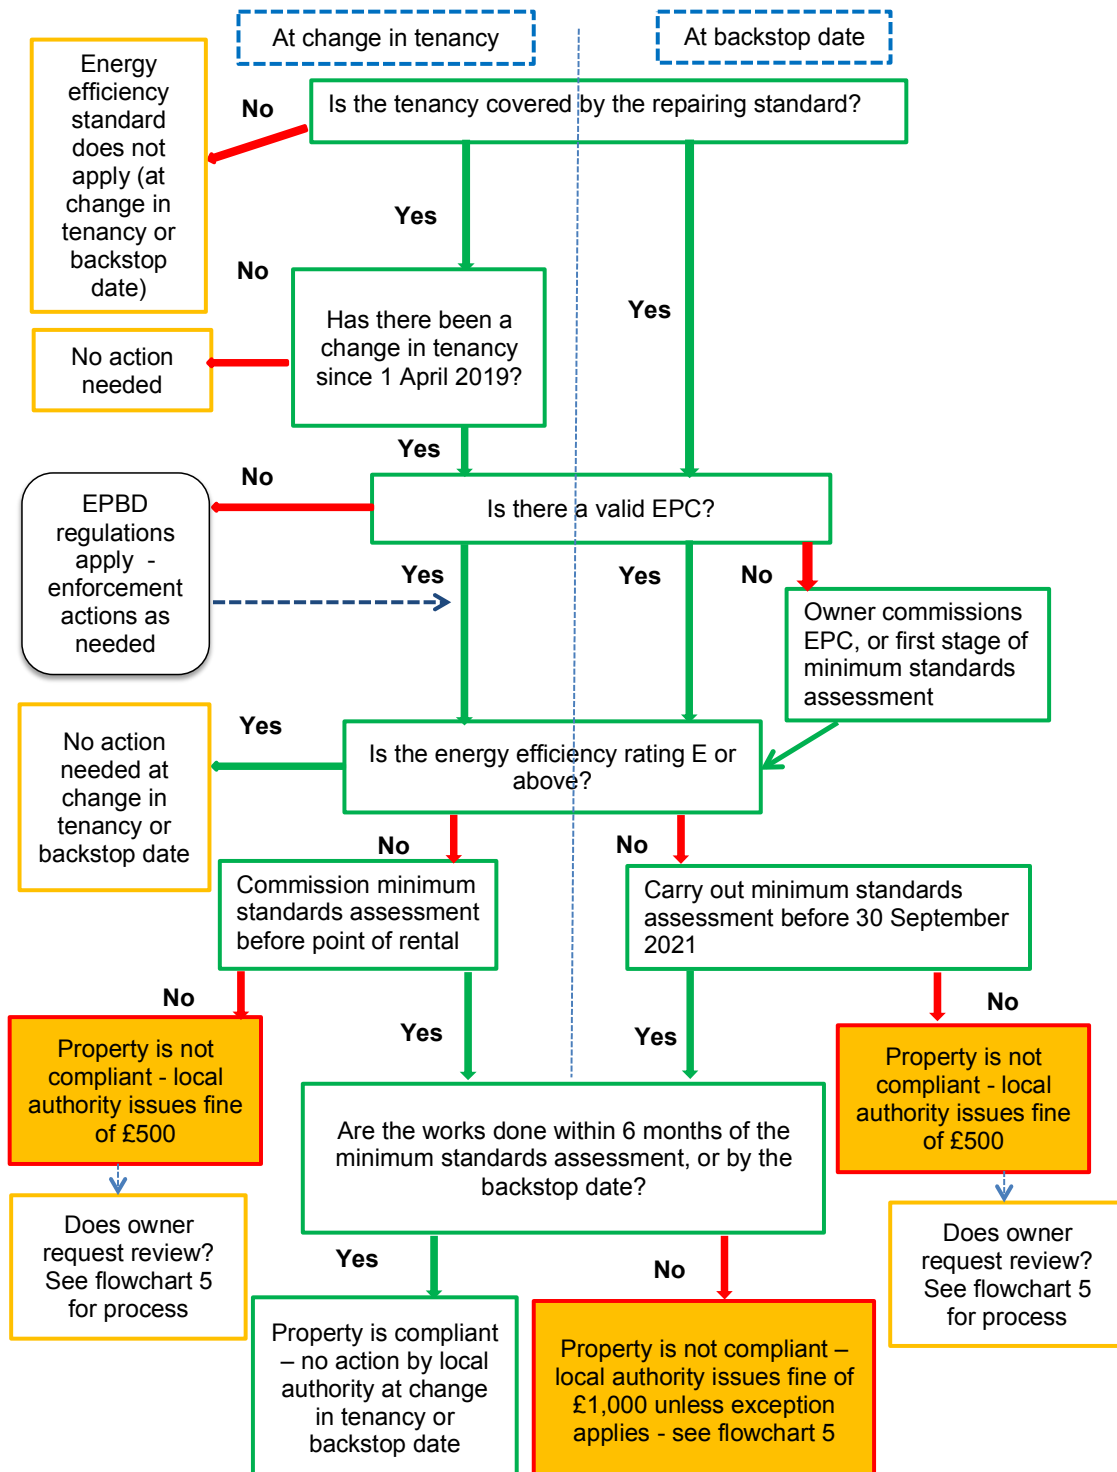 At change in tenancy
At backstop date
Energy
efficiency
standard
does not
apply (at
change in
tenancy or
backstop
date)
No
Is the tenancy covered by the repairing standard?
Yes
Yes
No
Has there been a
change in tenancy
since 1 April 2019?
No action
needed
Yes
No
Is there a valid EPC?
EPBD
regulations
apply -
enforcement
actions as
needed
Yes
Yes
No
Owner commissions
EPC, or first stage of
minimum standards
assessment
Yes
No action
needed at
change in
tenancy or
backstop date
Is the energy efficiency rating E or
above?
No
No
Commission minimum
standards assessment
before point of rental
Carry out minimum standards
assessment before 30 September
2021
No
Yes
Yes
No
Property is not
compliant - local
authority issues fine
of £500
Property is not
compliant - local
authority issues fine
of £500
Are the works done within 6 months of the
minimum standards assessment, or by the
backstop date?
Does owner
request review?
See flowchart 5
for process
Does owner
request review?
See flowchart 5
for process
Yes
No
Property is compliant
– no action by local
authority at change
in tenancy or
backstop date
Property is not compliant –
local authority issues fine of
£1,000 unless exception
applies - see flowchart 5